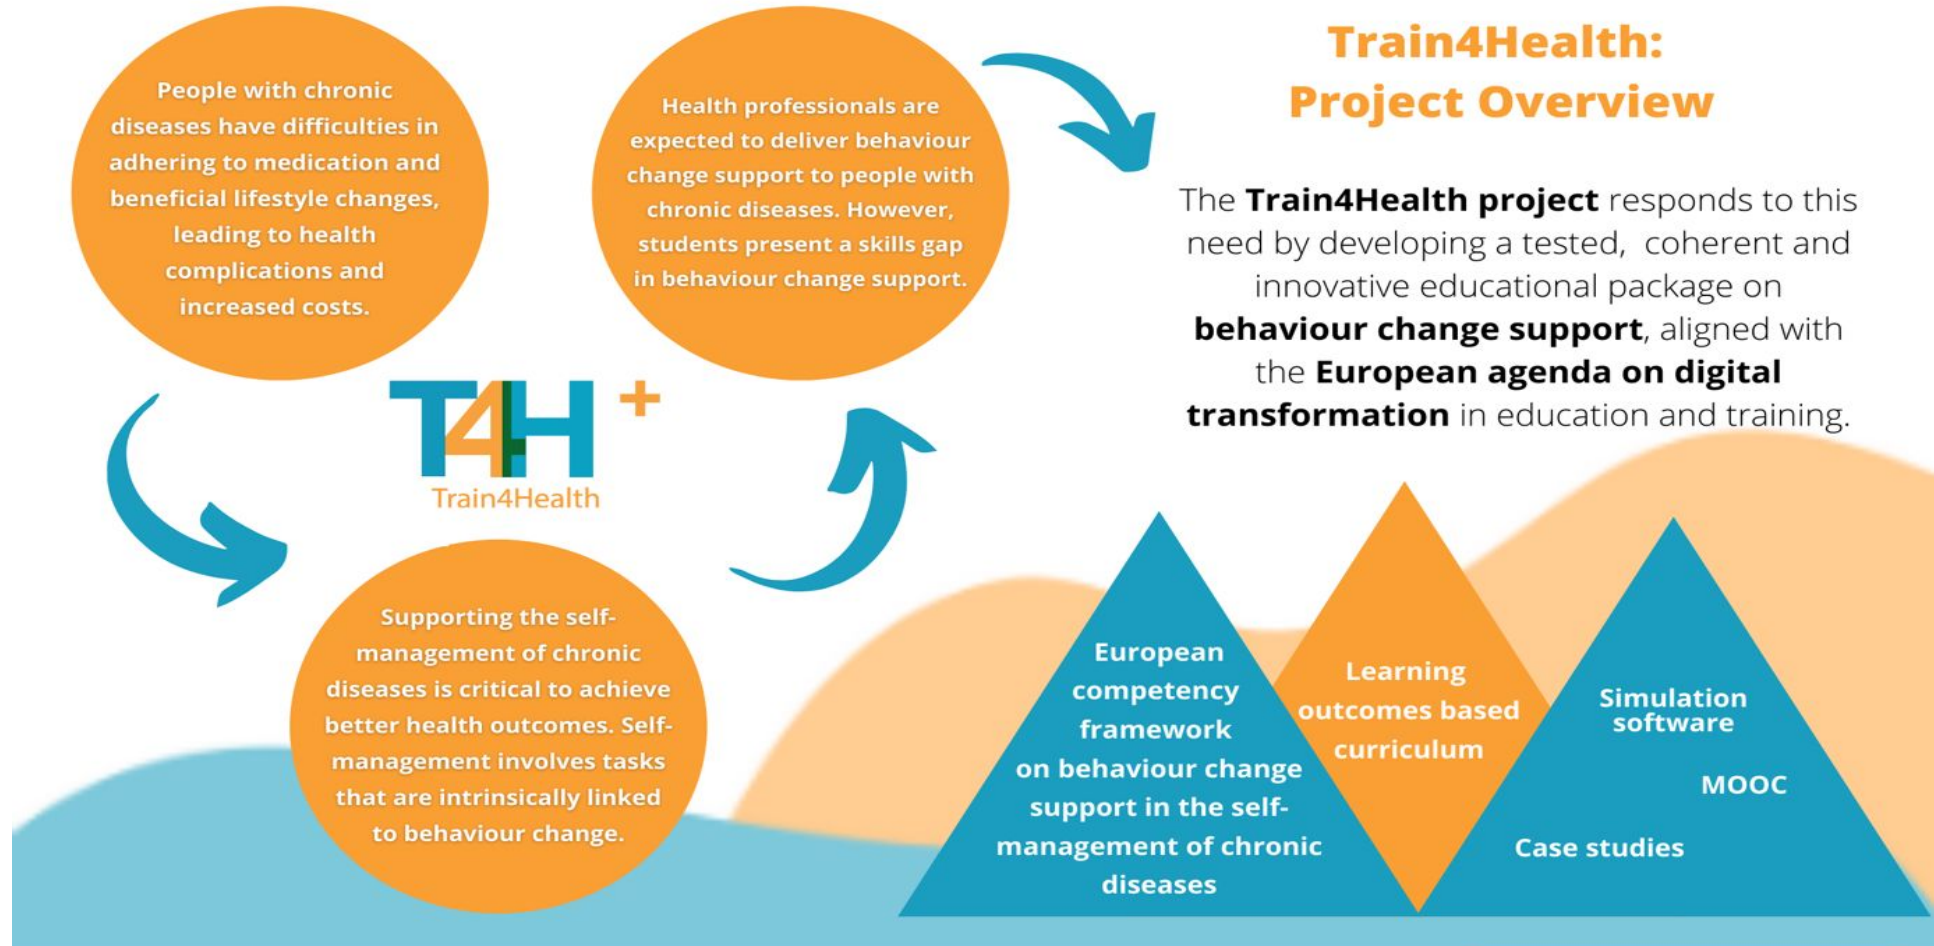 People with chronic
diseases have difficulties in
adhering to medication and
beneficial lifestyle changes,
leading to health
complications and
increased costs.
Supporting the self-
management of chronic
diseases is critical to achieve
better health outcomes. Self-
management involves tasks
that are intrinsically linked
to behaviour change.
Health professionals are
expected to deliver behaviour
change support to people with
chronic diseases. However,
students present a skills gap
in behaviour change support.
T4H +
Train4Health
Train4Health:
Project Overview
The Train4Health project responds to this
need by developing a tested, coherent and
innovative educational package on
behaviour change support, aligned with
the European agenda on digital
transformation in education and training.
European
competency
framework
on behaviour change
support in the self-
management of chronic
diseases
Learning
outcomes based
curriculum
Simulation
software
MOOC
Case studies